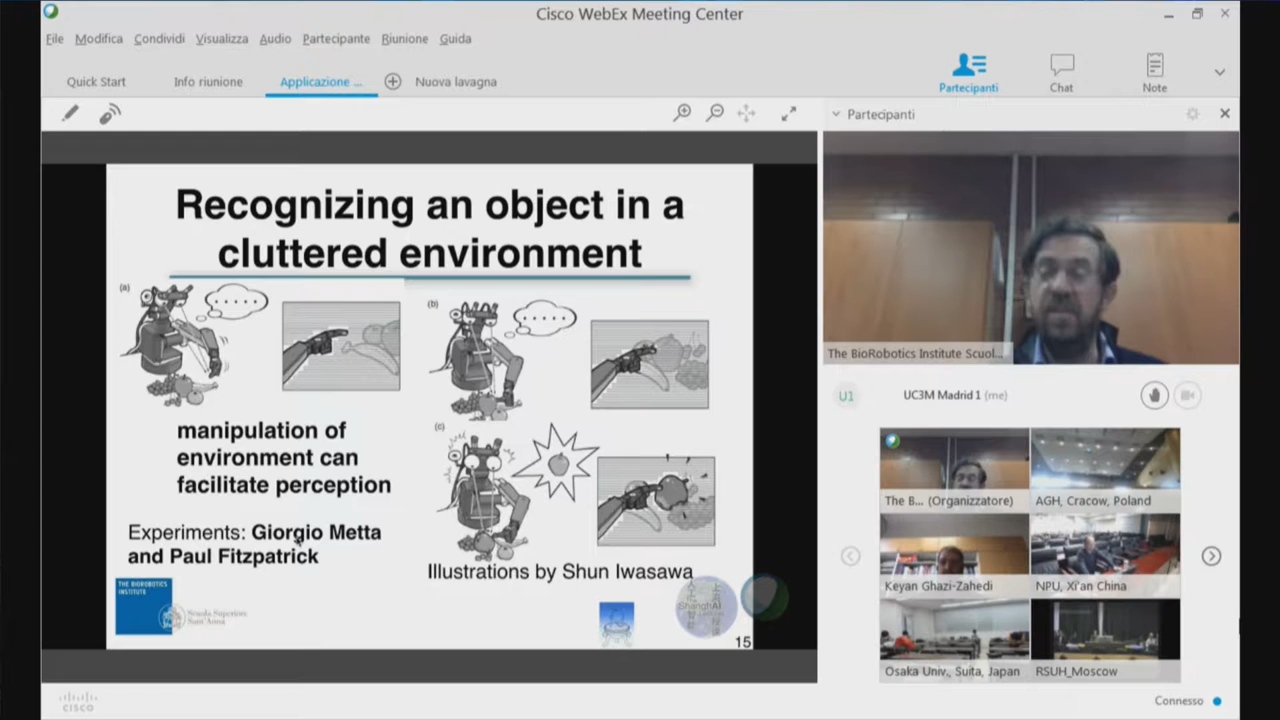 Cisco WebEx Meeting Center
File Modifica Condividi Visualizza Audio Partecipante Riunione Guida
Quick Start Info riunione Applicazione ... Nuova lavagna
Partecipanti Chat Note
Partecipanti
Recognizing an object in a
cluttered environment
(a)
(b)
(c)
manipulation of
environment can
facilitate perception
Experiments: Giorgio Metta
and Paul Fitzpatrick
Illustrations by Shun Iwasawa
THE BIOROBOTICS
INSTITUTE
Scuola Superiore
Sant'Anna
ShanghAI
15
The BioRobotics Institute Scuol...
U1 UC3M Madrid 1 (me)
The B... (Organizzatore)
AGH, Cracow, Poland
Keyan Ghazi-Zahedi
NPU, Xi'an China
Osaka Univ., Suita, Japan
RSUH_Moscow
CISCO
Connesso